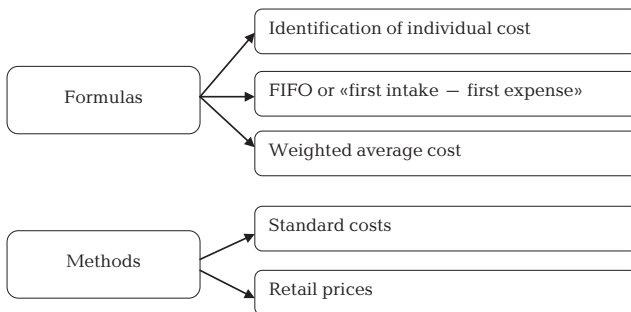 Identification of individual cost
Formulas
FIFO or «first intake — first expense»
Weighted average cost
Standard costs
Methods
Retail prices